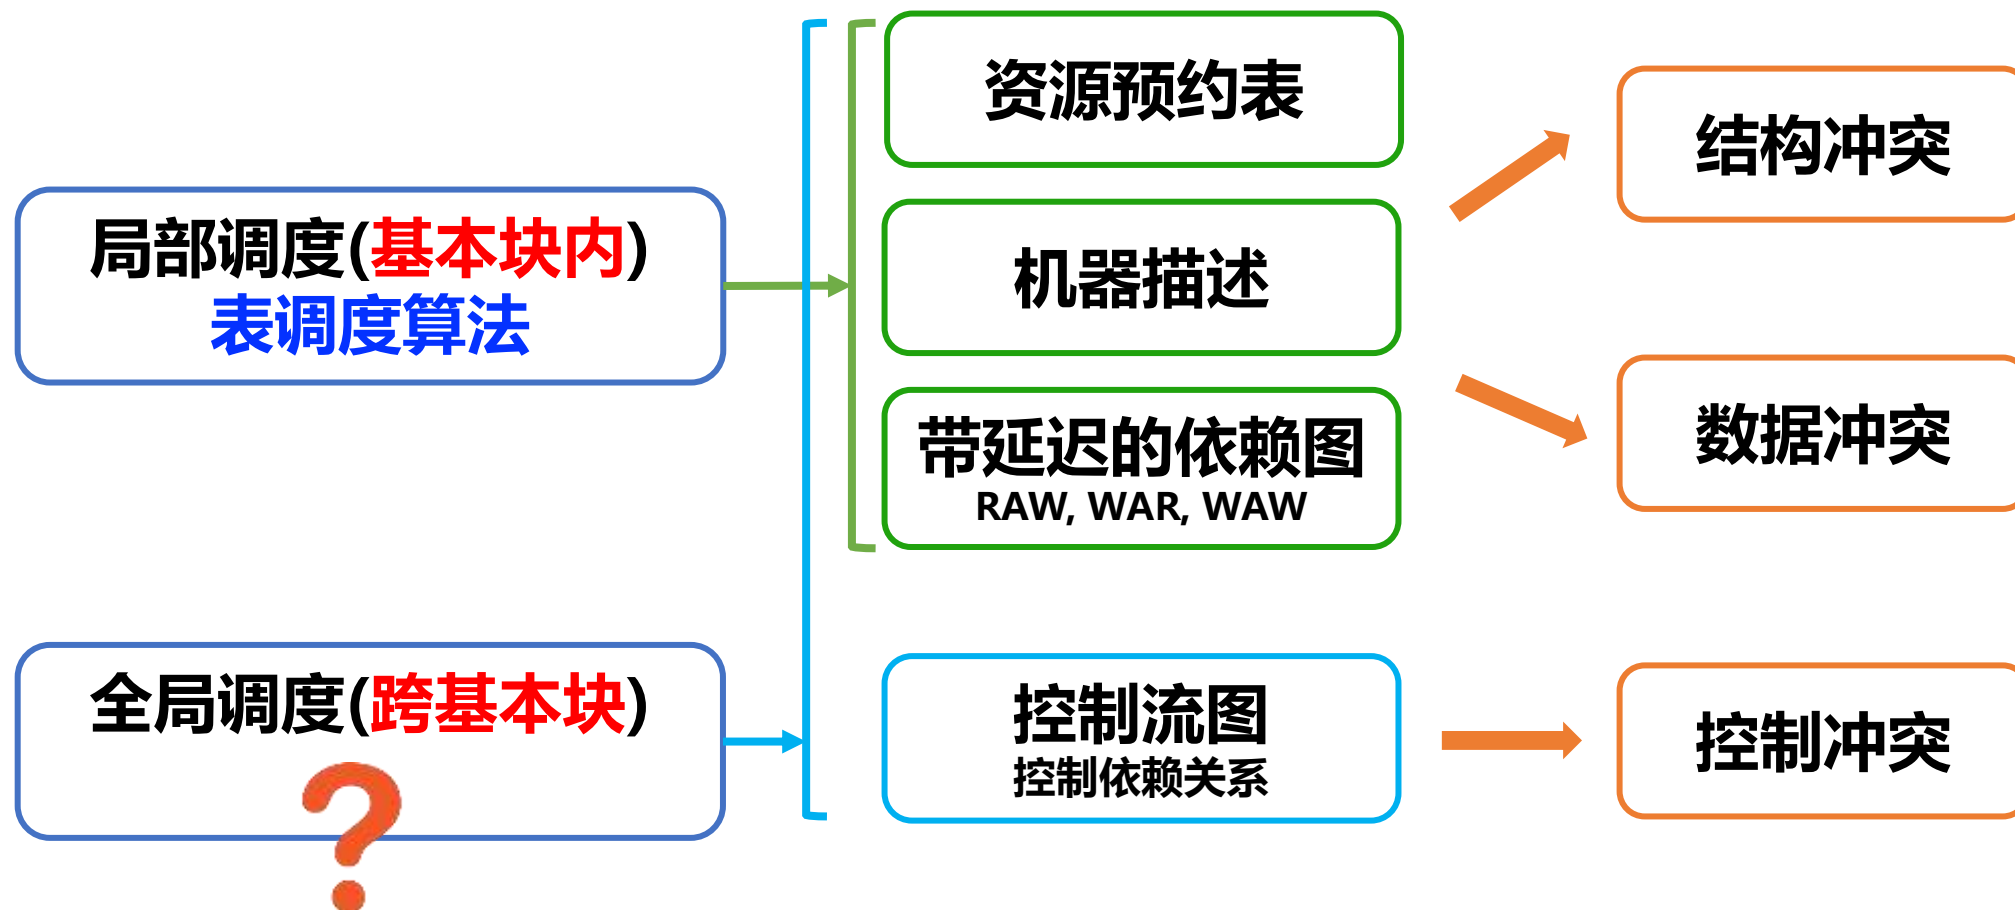 局部调度(基本块内)
表调度算法
全局调度(跨基本块)
资源预约表
机器描述
带延迟的依赖图
RAW, WAR, WAW
控制流图
控制依赖关系
结构冲突
数据冲突
控制冲突